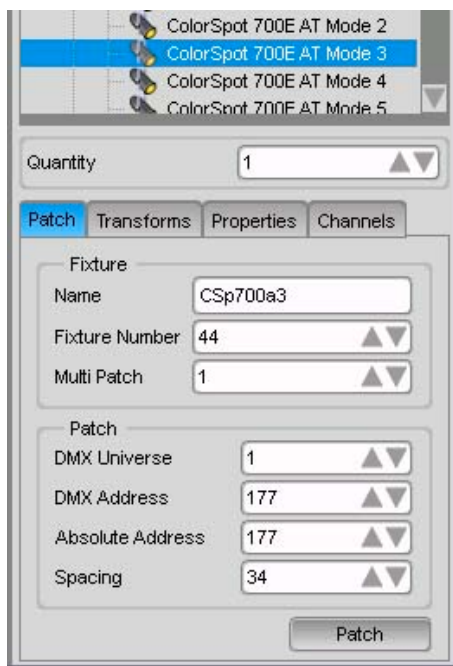 ColorSpot 700E AT Mode 2
ColorSpot 700E AT Mode 3
ColorSpot 700E AT Mode 4
ColorSpot 700E AT Mode 5
Quantity 1
Patch Transforms Properties Channels
Fixture
Name CSp700a3
Fixture Number 44
Multi Patch 1
Patch
DMX Universe 1
DMX Address 177
Absolute Address 177
Spacing 34
Patch